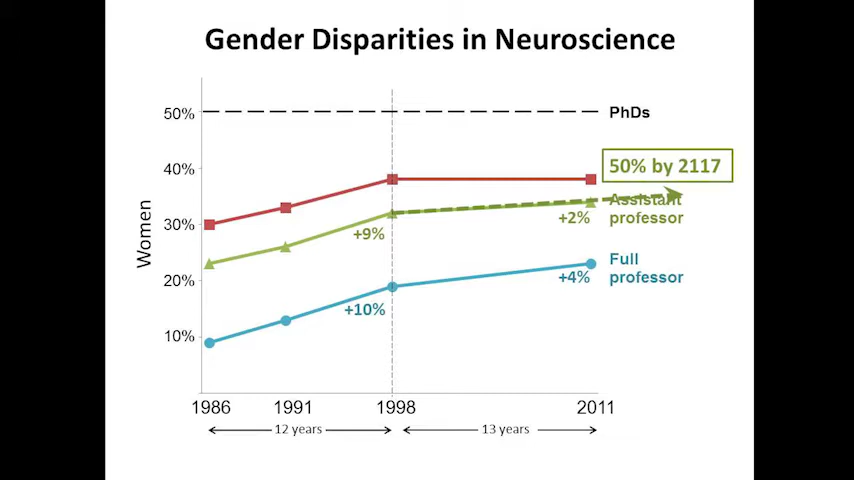 Gender Disparities in Neuroscience
50%
PhDs
50% by 2117
40%
Assistant
professor
30%
+9%
+2%
Women
Full
professor
20%
+4%
+10%
10%
1986
1991
1998
2011
12 years
13 years